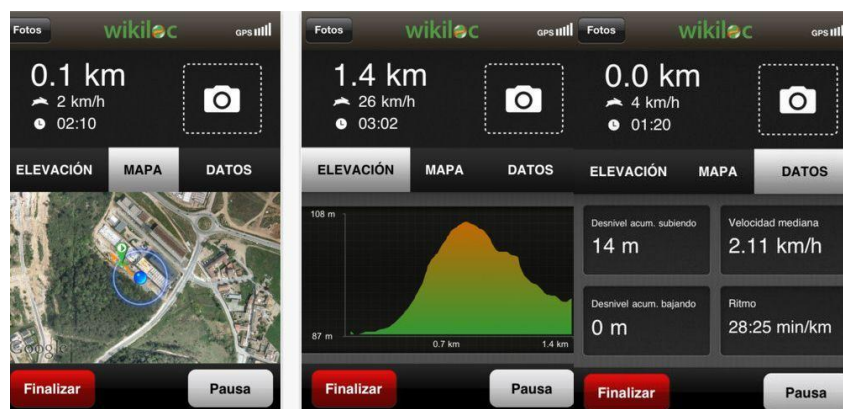 Fotos
wikiloc
GPS
0.1 km
2 km/h
02:10
ELEVACIÓN MAPA DATOS
Google
Finalizar Pausa
Fotos
wikiloc
GPS
1.4 km
26 km/h
03:02
ELEVACIÓN MAPA DATOS
108 m
87 m
0.7 km
1.4 km
Finalizar Pausa
Fotos
wikiloc
GPS
0.0 km
4 km/h
01:20
ELEVACIÓN MAPA DATOS
Desnivel acum. subiendo
14 m
Velocidad mediana
2.11 km/h
Desnivel acum. bajando
0 m
Ritmo
28:25 min/km
Finalizar Pausa